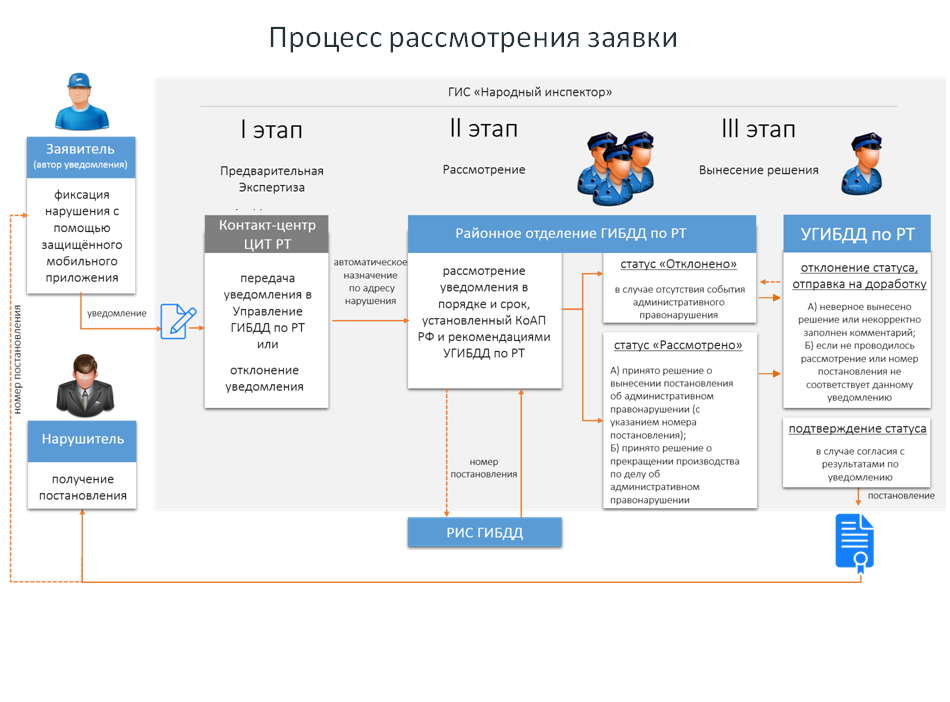 Процесс рассмотрения заявки
ГИС «Народный инспектор»
I этап
Предварительная
Экспертиза
II этап
Рассмотрение
III этап
Вынесение решения
Заявитель
(автор уведомления)
фиксация
нарушения с
помощью
защищённого
мобильного
приложения
уведомление
Контакт-центр
ЦИТ РТ
передача
уведомления в
Управление
ГИБДД по РТ
или
отклонение
уведомления
автоматическое
назначение
по адресу
нарушения
Районное отделение ГИБДД по РТ
рассмотрение
уведомления в
порядке и срок,
установленный КоАП
РФ и рекомендациями
УГИБДД по РТ
статус «Отклонено»
в случае отсутствия события
административного
правонарушения
статус «Рассмотрено»
А) принято решение о
вынесении постановления
об административном
правонарушении (с
указанием номера
постановления);
Б) принято решение о
прекращении производства
по делу об
административном
правонарушении
УГИБДД по РТ
отклонение статуса,
отправка на доработку
А) неверное вынесено
решение или некорректно
заполнен комментарий;
Б) если не проводилось
рассмотрение или номер
постановления не
соответствует данному
уведомлению
подтверждение статуса
в случае согласия с
результатами по
уведомлению
постановление
номер
постановления
РИС ГИБДД
Нарушитель
получение
постановления
номер постановления